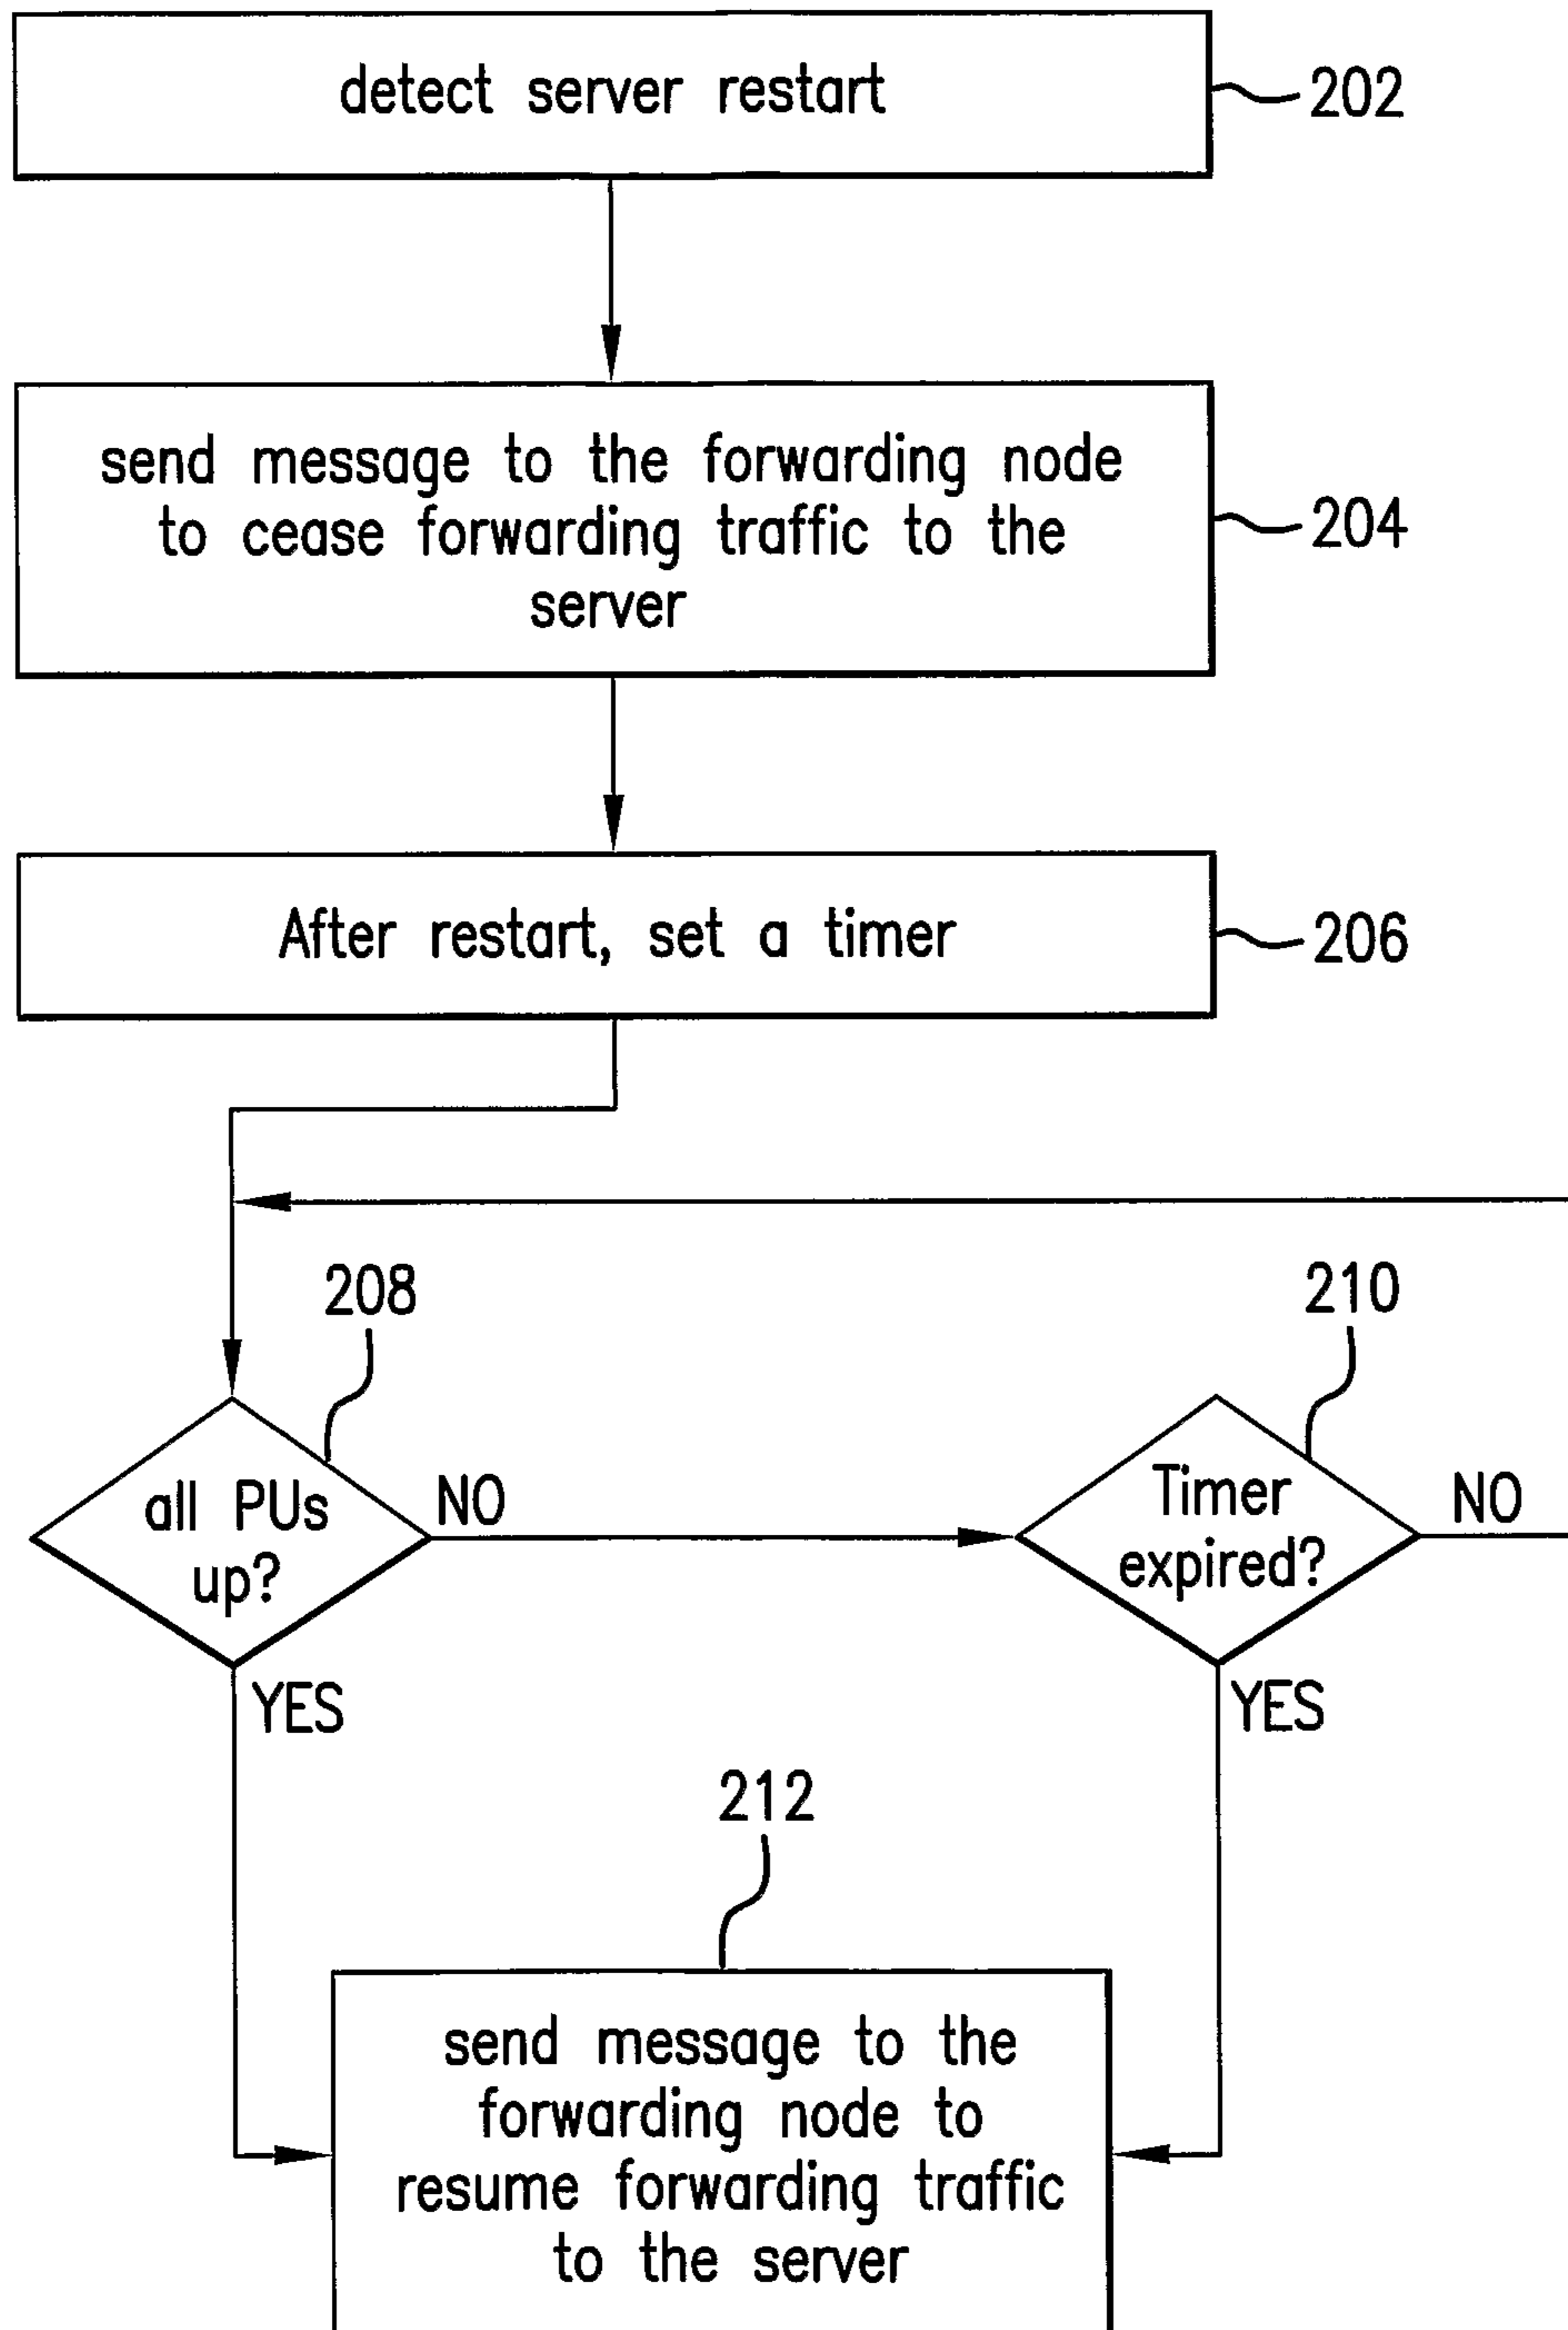 detect server restart
202
send message to the forwarding node
to cease forwarding traffic to the
server
204
After restart, set a timer
206
208
210
all PUs
up?
NO
Timer
expired?
NO
YES
YES
212
send message to the
forwarding node to
resume forwarding traffic
to the server